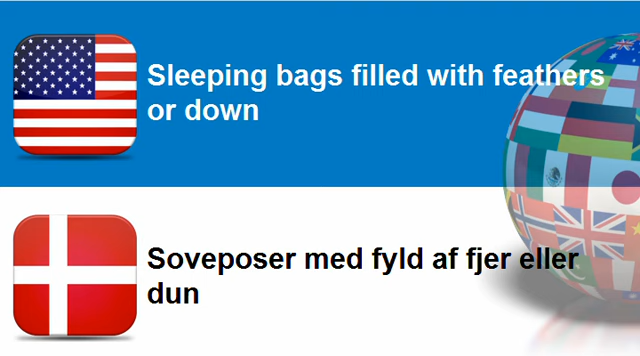 Sleeping bags filled with feathers
or down
Soveposer med fyld af fjer eller
dun